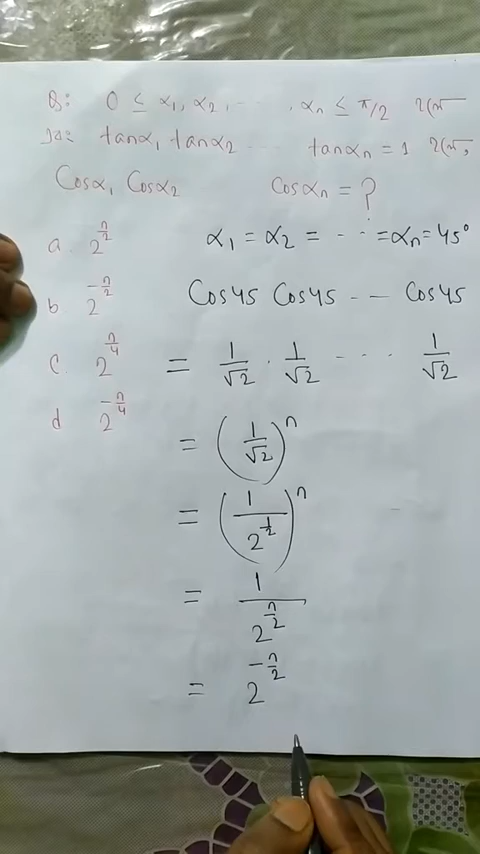 Q: 0 ≤ α₁, α₂, ... , αₙ ≤ π/2
tanα₁ tanα₂ ... tanαₙ = 1
Cosα₁ Cosα₂ cosαₙ = ?
a. 2^(n/2)
b 2^(-n/2)
c. 2^(n/4)
d 2^(-n/4)
α₁ = α₂ = ... = αₙ = 45°
Cos45 Cos45 -- Cos45
= 1/√2 . 1/√2 ... 1/√2
= (1/√2)^n
= (1/2^(1/2))^n
= 1/2^(n/2)
= 2^(-n/2)